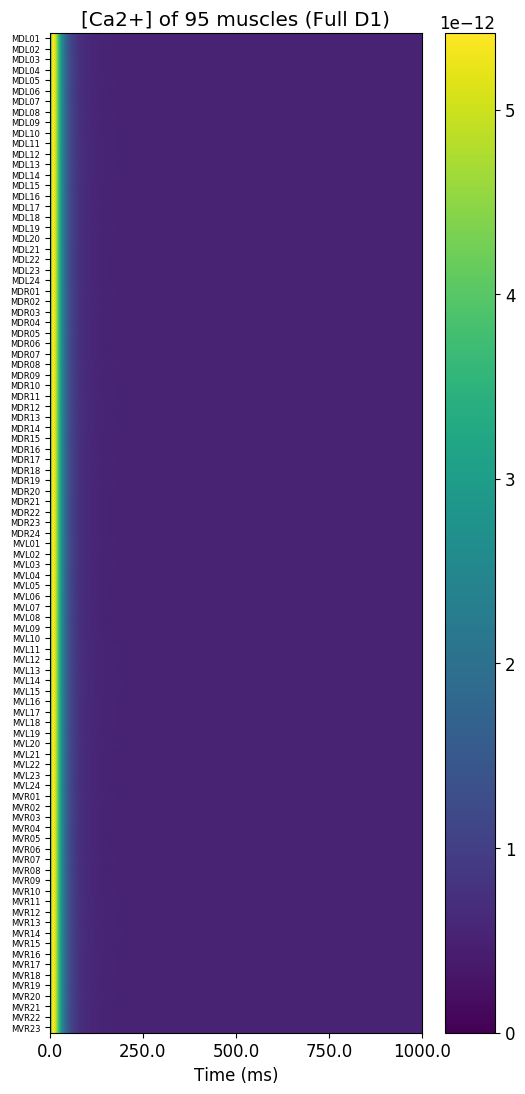 [Ca2+] of 95 muscles (Full D1)
1e−12
MDL01
MDL02
MDL03
MDL04
MDL05
MDL06
MDL07
MDL08
MDL09
MDL10
MDL11
MDL12
MDL13
MDL14
MDL15
MDL16
MDL17
MDL18
MDL19
MDL20
MDL21
MDL22
MDL23
MDL24
MDR01
MDR02
MDR03
MDR04
MDR05
MDR06
MDR07
MDR08
MDR09
MDR10
MDR11
MDR12
MDR13
MDR14
MDR15
MDR16
MDR17
MDR18
MDR19
MDR20
MDR21
MDR22
MDR23
MDR24
MVL01
MVL02
MVL03
MVL04
MVL05
MVL06
MVL07
MVL08
MVL09
MVL10
MVL11
MVL12
MVL13
MVL14
MVL15
MVL16
MVL17
MVL18
MVL19
MVL20
MVL21
MVL22
MVL23
MVL24
MVR01
MVR02
MVR03
MVR04
MVR05
MVR06
MVR07
MVR08
MVR09
MVR10
MVR11
MVR12
MVR13
MVR14
MVR15
MVR16
MVR17
MVR18
MVR19
MVR20
MVR21
MVR22
MVR23
0.0 250.0 500.0 750.0 1000.0
Time (ms)
5
4
3
2
1
0